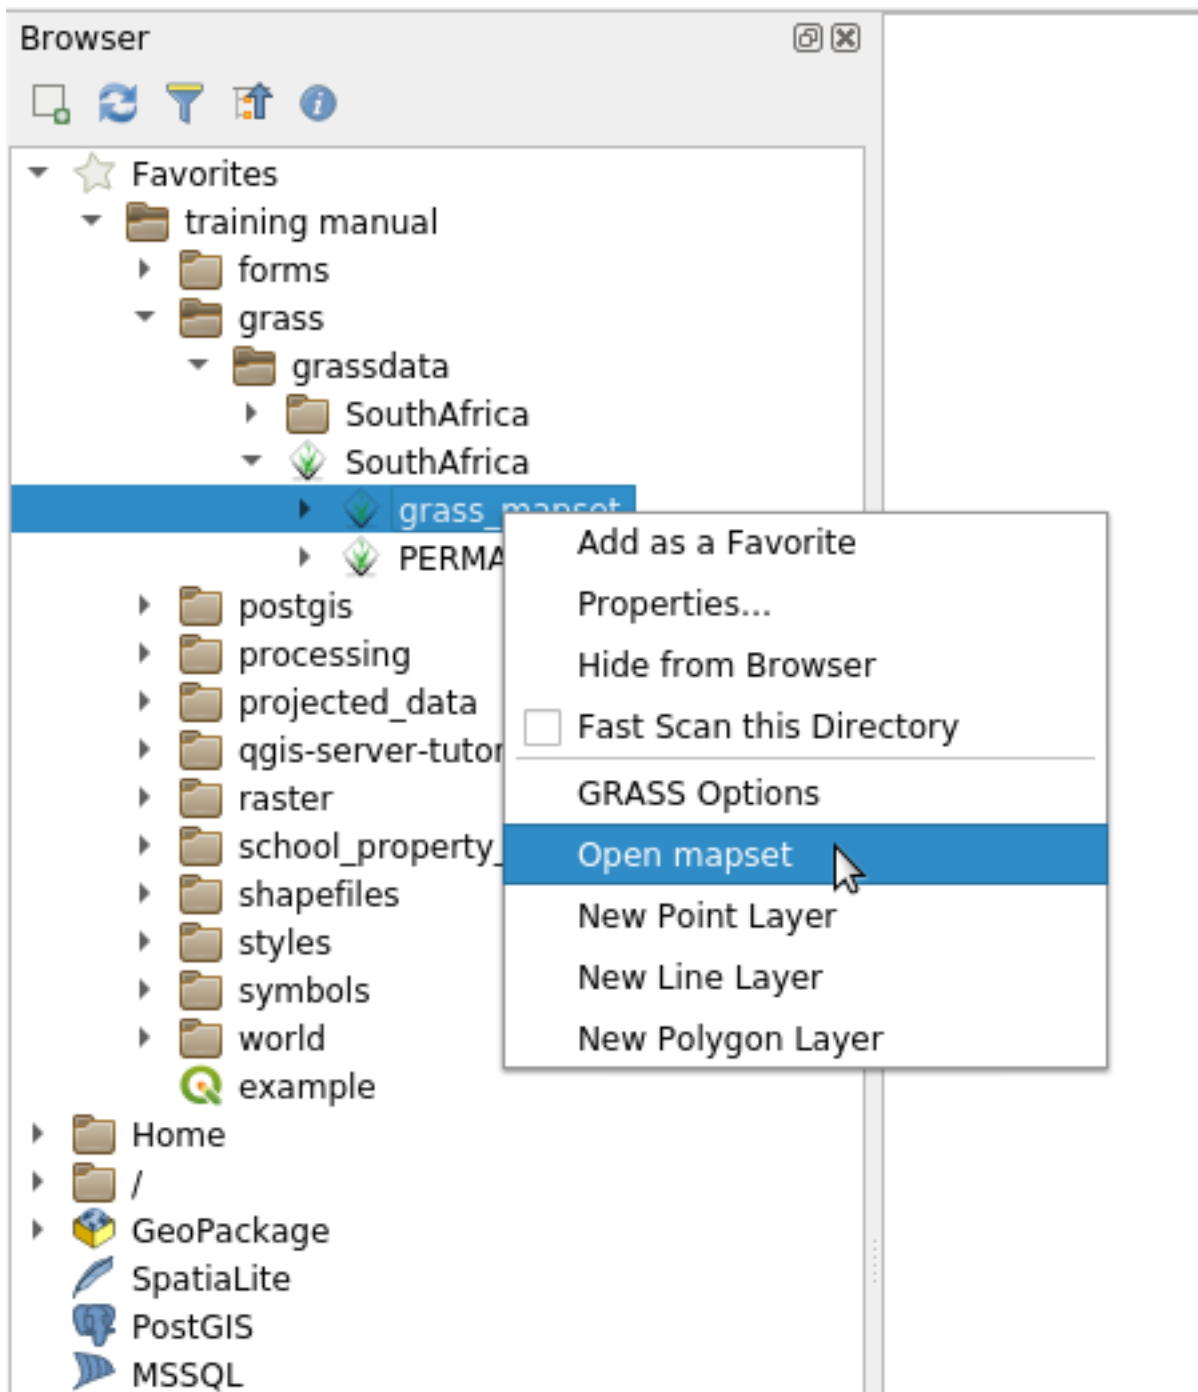 Browser
Favorites
training manual
forms
grass
grassdata
SouthAfrica
SouthAfrica
grass_mapset
PERMA
postgis
processing
projected_data
qgis-server-tutor
raster
school_property_
shapefiles
styles
symbols
world
example
Home
/
GeoPackage
SpatiaLite
PostGIS
MSSQL
Add as a Favorite
Properties...
Hide from Browser
Fast Scan this Directory
GRASS Options
Open mapset
New Point Layer
New Line Layer
New Polygon Layer